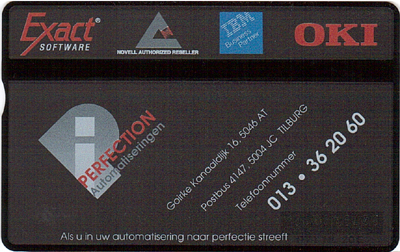 Exact®
SOFTWARE
NOVELL AUTHORIZED RESELLER
IBM
Business
Partner
OKI
i
PERFECTION
Automatiseringen
Goirke Kanaaldijk 16, 5046 AT
Postbus 4147, 5004 JC TILBURG
Telefoonnummer
013 • 36 20 60
Als u in uw automatisering naar perfectie streeft